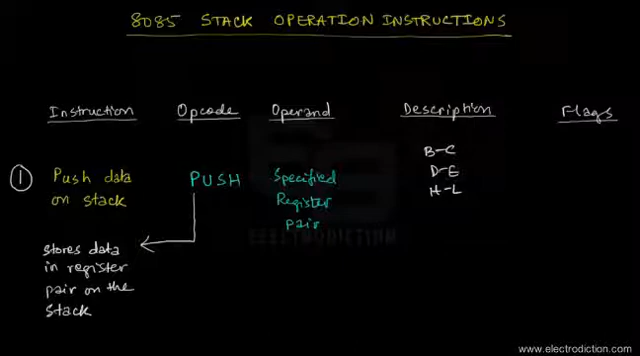 8085 STACK OPERATION INSTRUCTIONS
Instruction Opcode Operand Description Flags
B-C
① Push data PUSH Specified D-E
on stack Register H-L
pair
ELECTRODICTION
stores data
in register
pair on the
stack
www.electrodiction.com